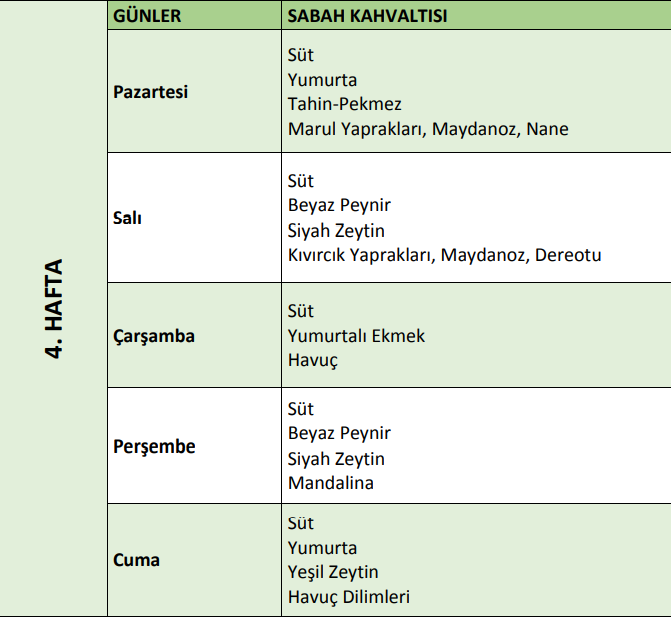 GÜNLER
SABAH KAHVALTISI
4. HAFTA
Pazartesi
Süt
Yumurta
Tahin-Pekmez
Marul Yaprakları, Maydanoz, Nane
Salı
Süt
Beyaz Peynir
Siyah Zeytin
Kıvırcık Yaprakları, Maydanoz, Dereotu
Çarşamba
Süt
Yumurtalı Ekmek
Havuç
Perşembe
Süt
Beyaz Peynir
Siyah Zeytin
Mandalina
Cuma
Süt
Yumurta
Yeşil Zeytin
Havuç Dilimleri